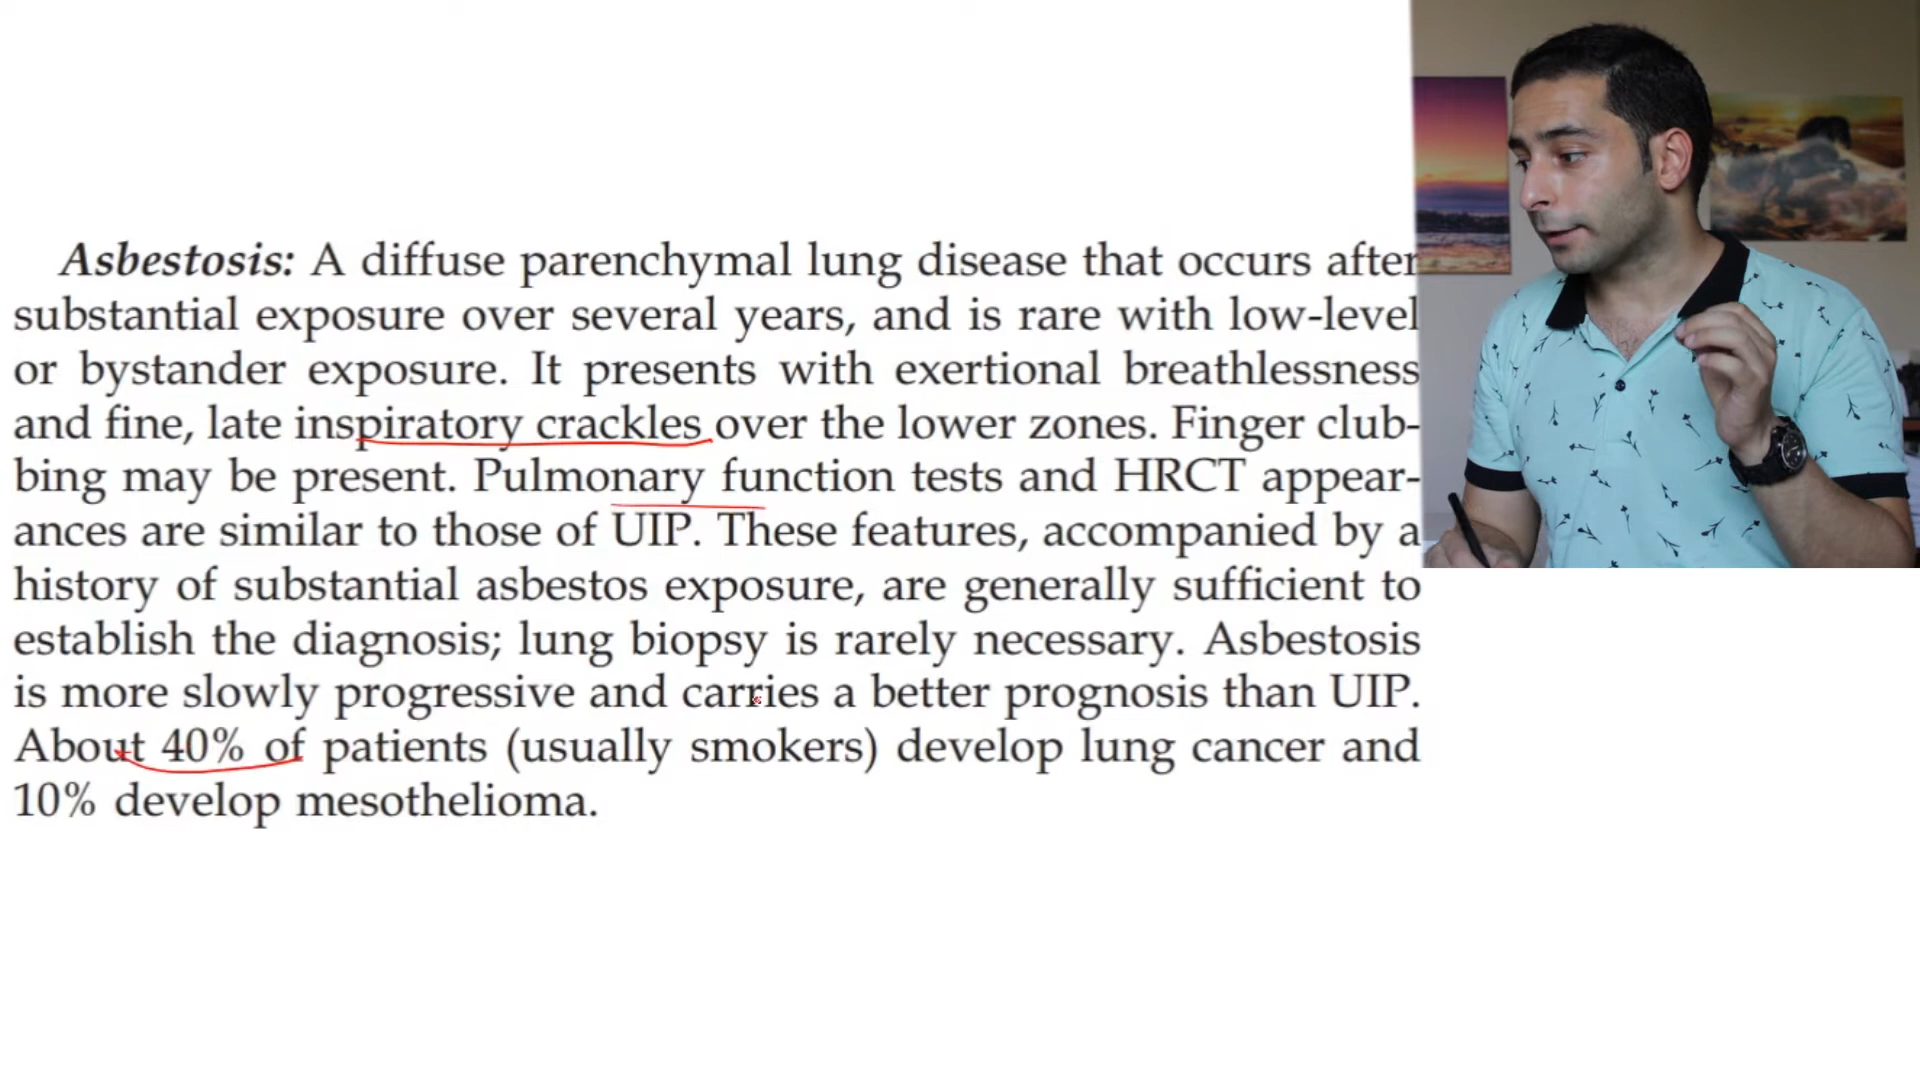 Asbestosis: A diffuse parenchymal lung disease that occurs after
substantial exposure over several years, and is rare with low-level
or bystander exposure. It presents with exertional breathlessness
and fine, late inspiratory crackles over the lower zones. Finger club-
bing may be present. Pulmonary function tests and HRCT appear-
ances are similar to those of UIP. These features, accompanied by a
history of substantial asbestos exposure, are generally sufficient to
establish the diagnosis; lung biopsy is rarely necessary. Asbestosis
is more slowly progressive and carries a better prognosis than UIP.
About 40% of patients (usually smokers) develop lung cancer and
10% develop mesothelioma.